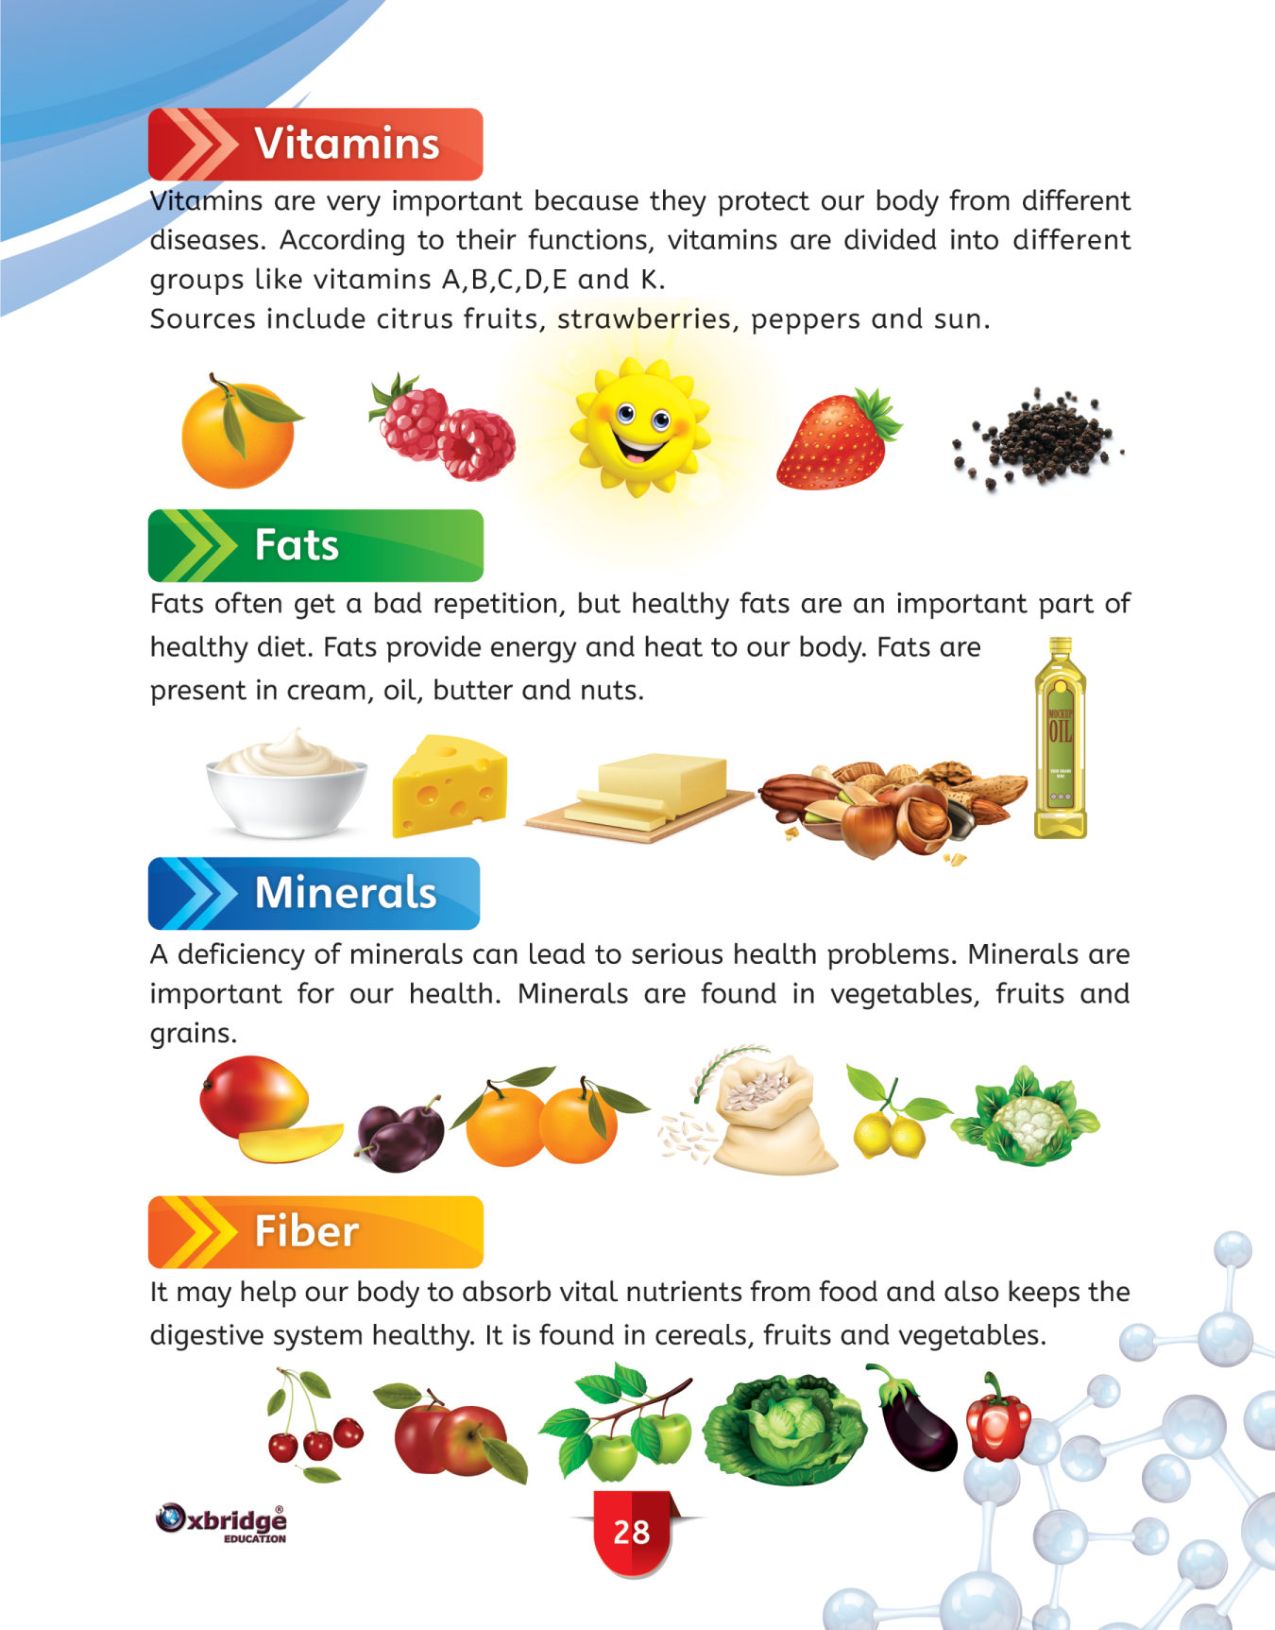 Vitamins
Vitamins are very important because they protect our body from different
diseases. According to their functions, vitamins are divided into different
groups like vitamins A,B,C,D,E and K.
Sources include citrus fruits, strawberries, peppers and sun.
Fats
Fats often get a bad repetition, but healthy fats are an important part of
healthy diet. Fats provide energy and heat to our body. Fats are
present in cream, oil, butter and nuts.
MOCKUP
OIL
Minerals
A deficiency of minerals can lead to serious health problems. Minerals are
important for our health. Minerals are found in vegetables, fruits and
grains.
Fiber
It may help our body to absorb vital nutrients from food and also keeps the
digestive system healthy. It is found in cereals, fruits and vegetables.
Oxbridge®
EDUCATION
28